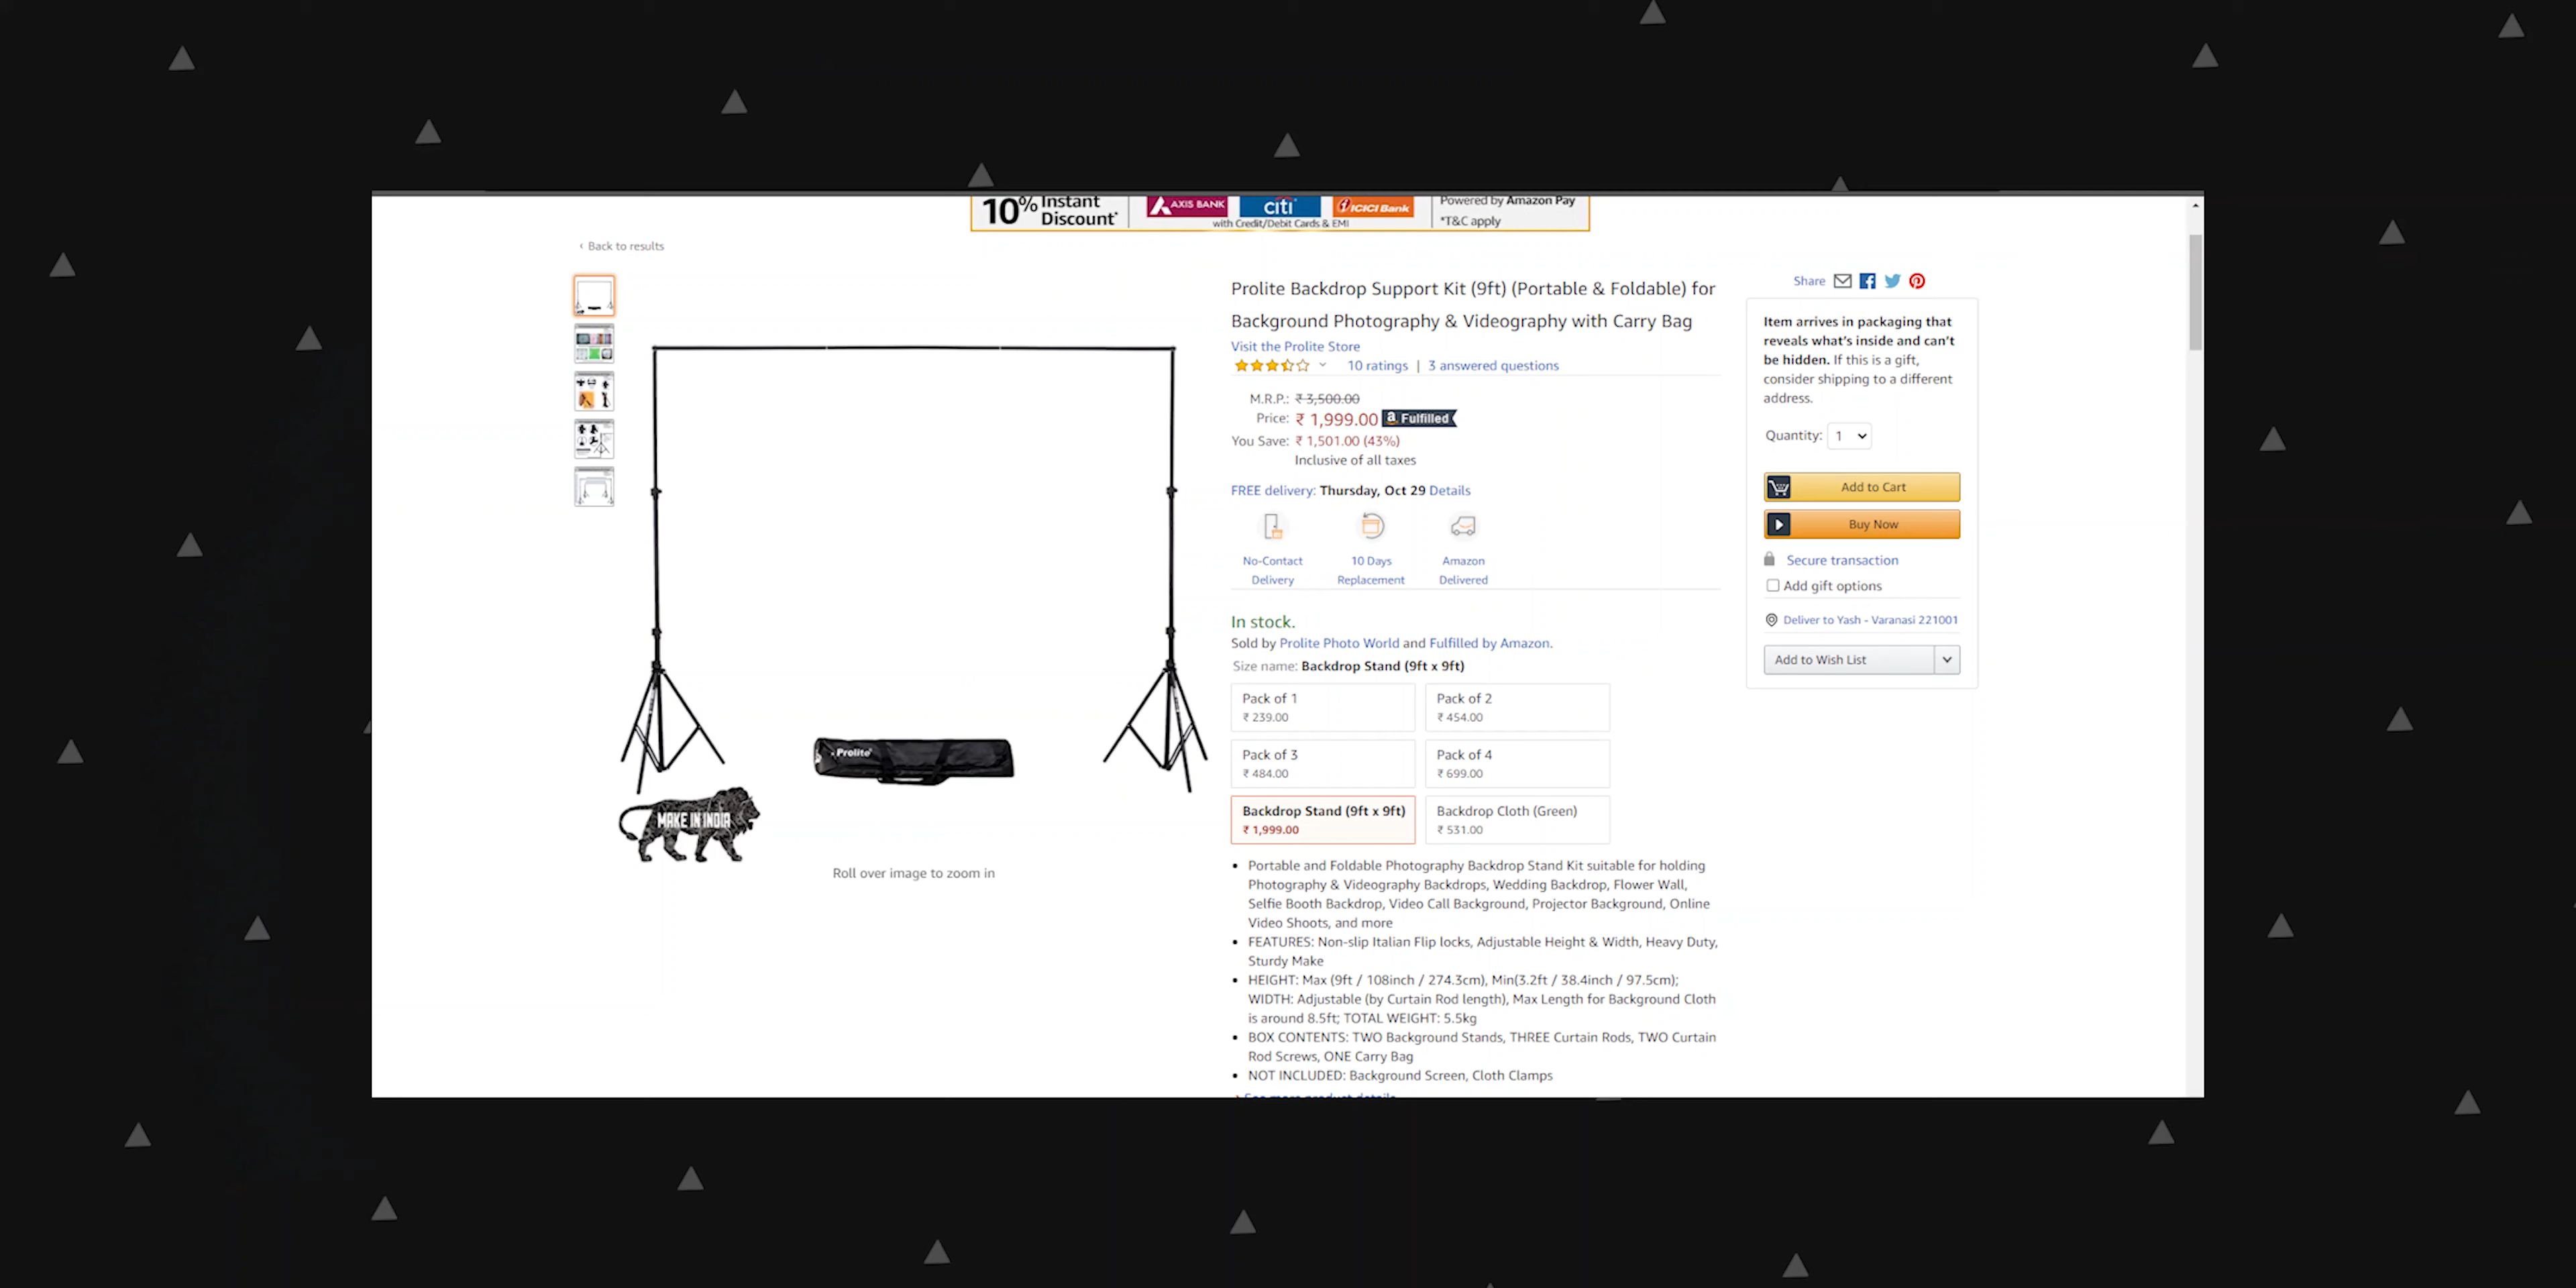 10% Instant Discount*
AXIS BANK
citi
ICICI Bank
with Credit/Debit Cards & EMI
Powered by Amazon Pay
*T&C apply
‹ Back to results
Prolite
MAKE IN INDIA
Roll over image to zoom in
Prolite Backdrop Support Kit (9ft) (Portable & Foldable) for
Background Photography & Videography with Carry Bag
Visit the Prolite Store
10 ratings | 3 answered questions
M.R.P.: ₹ 3,500.00
Price: ₹ 1,999.00 a Fulfilled
You Save: ₹ 1,501.00 (43%)
Inclusive of all taxes
FREE delivery: Thursday, Oct 29 Details
No-Contact
Delivery
10 Days
Replacement
Amazon
Delivered
In stock.
Sold by Prolite Photo World and Fulfilled by Amazon.
Size name: Backdrop Stand (9ft x 9ft)
Pack of 1
₹ 239.00
Pack of 2
₹ 454.00
Pack of 3
₹ 484.00
Pack of 4
₹ 699.00
Backdrop Stand (9ft x 9ft)
₹ 1,999.00
Backdrop Cloth (Green)
₹ 531.00
• Portable and Foldable Photography Backdrop Stand Kit suitable for holding
Photography & Videography Backdrops, Wedding Backdrop, Flower Wall,
Selfie Booth Backdrop, Video Call Background, Projector Background, Online
Video Shoots, and more
• FEATURES: Non-slip Italian Flip locks, Adjustable Height & Width, Heavy Duty,
Sturdy Make
• HEIGHT: Max (9ft / 108inch / 274.3cm), Min(3.2ft / 38.4inch / 97.5cm);
WIDTH: Adjustable (by Curtain Rod length), Max Length for Background Cloth
is around 8.5ft; TOTAL WEIGHT: 5.5kg
• BOX CONTENTS: TWO Background Stands, THREE Curtain Rods, TWO Curtain
Rod Screws, ONE Carry Bag
• NOT INCLUDED: Background Screen, Cloth Clamps
› See more product details
Share
Item arrives in packaging that
reveals what's inside and can't
be hidden. If this is a gift,
consider shipping to a different
address.
Quantity: 1
Add to Cart
Buy Now
Secure transaction
Add gift options
Deliver to Yash - Varanasi 221001
Add to Wish List